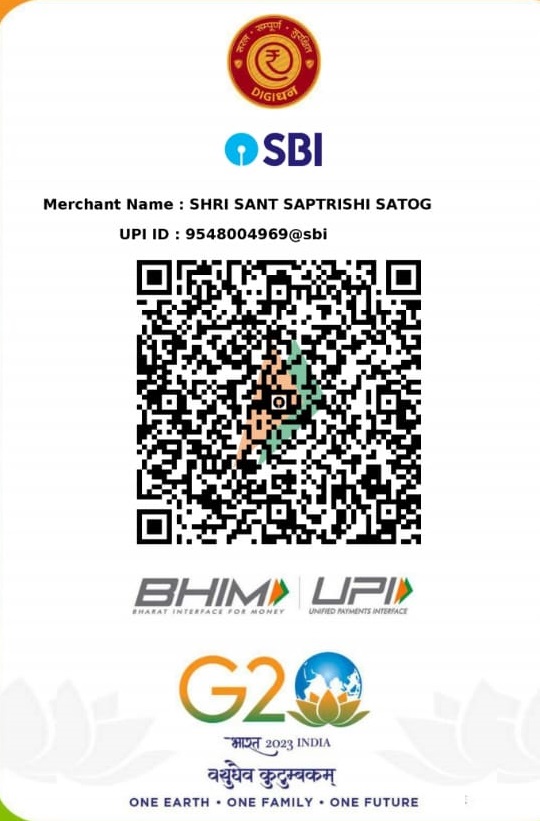 सरल • सम्पूर्ण • सुरक्षित
DIGIधन
SBI
Merchant Name : SHRI SANT SAPTRISHI SATOG
UPI ID : 9548004969@sbi
BHIM UPI
BHARAT INTERFACE FOR MONEY UNIFIED PAYMENTS INTERFACE
G20
भारत 2023 INDIA
वसुधैव कुटुम्बकम्
ONE EARTH • ONE FAMILY • ONE FUTURE